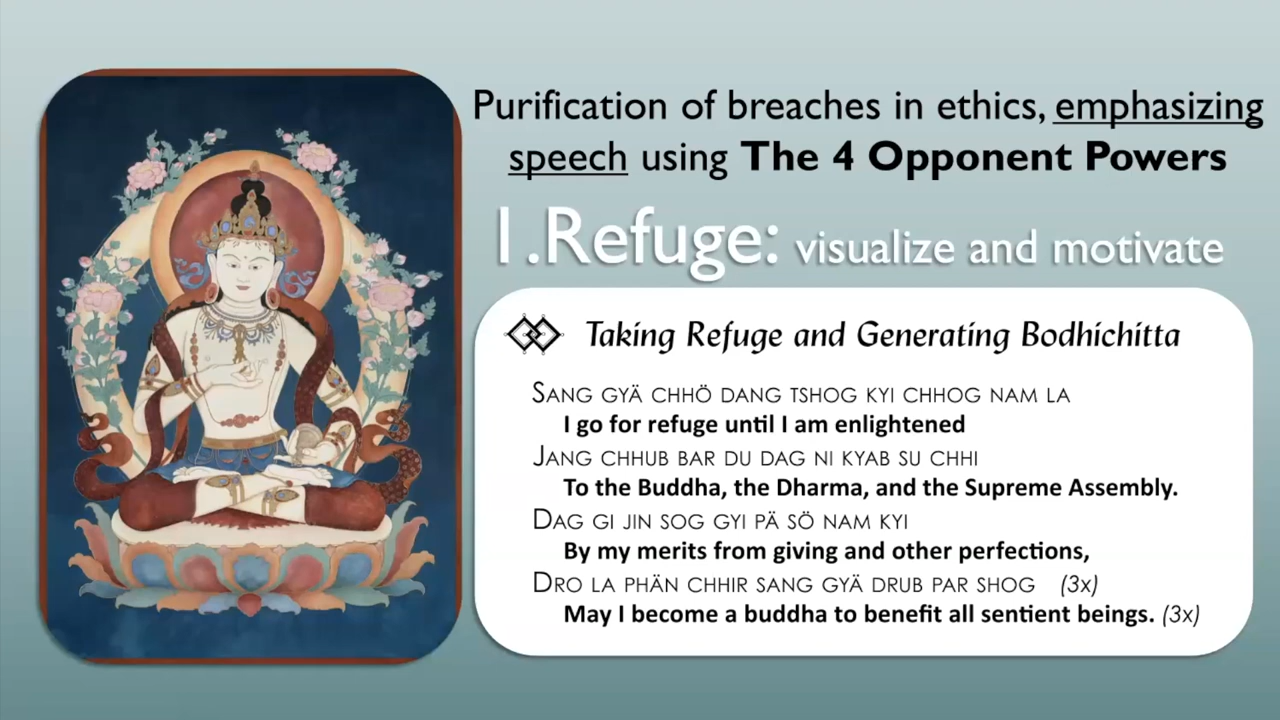 Purification of breaches in ethics, emphasizing
speech using The 4 Opponent Powers
1.Refuge: visualize and motivate
Taking Refuge and Generating Bodhichitta
SANG GYÄ CHHÖ DANG TSHOG KYI CHHOG NAM LA
I go for refuge until I am enlightened
JANG CHHUB BAR DU DAG NI KYAB SU CHHI
To the Buddha, the Dharma, and the Supreme Assembly.
DAG GI JIN SOG GYI PÄ SÖ NAM KYI
By my merits from giving and other perfections,
DRO LA PHÄN CHHIR SANG GYÄ DRUB PAR SHOG (3x)
May I become a buddha to benefit all sentient beings. (3x)